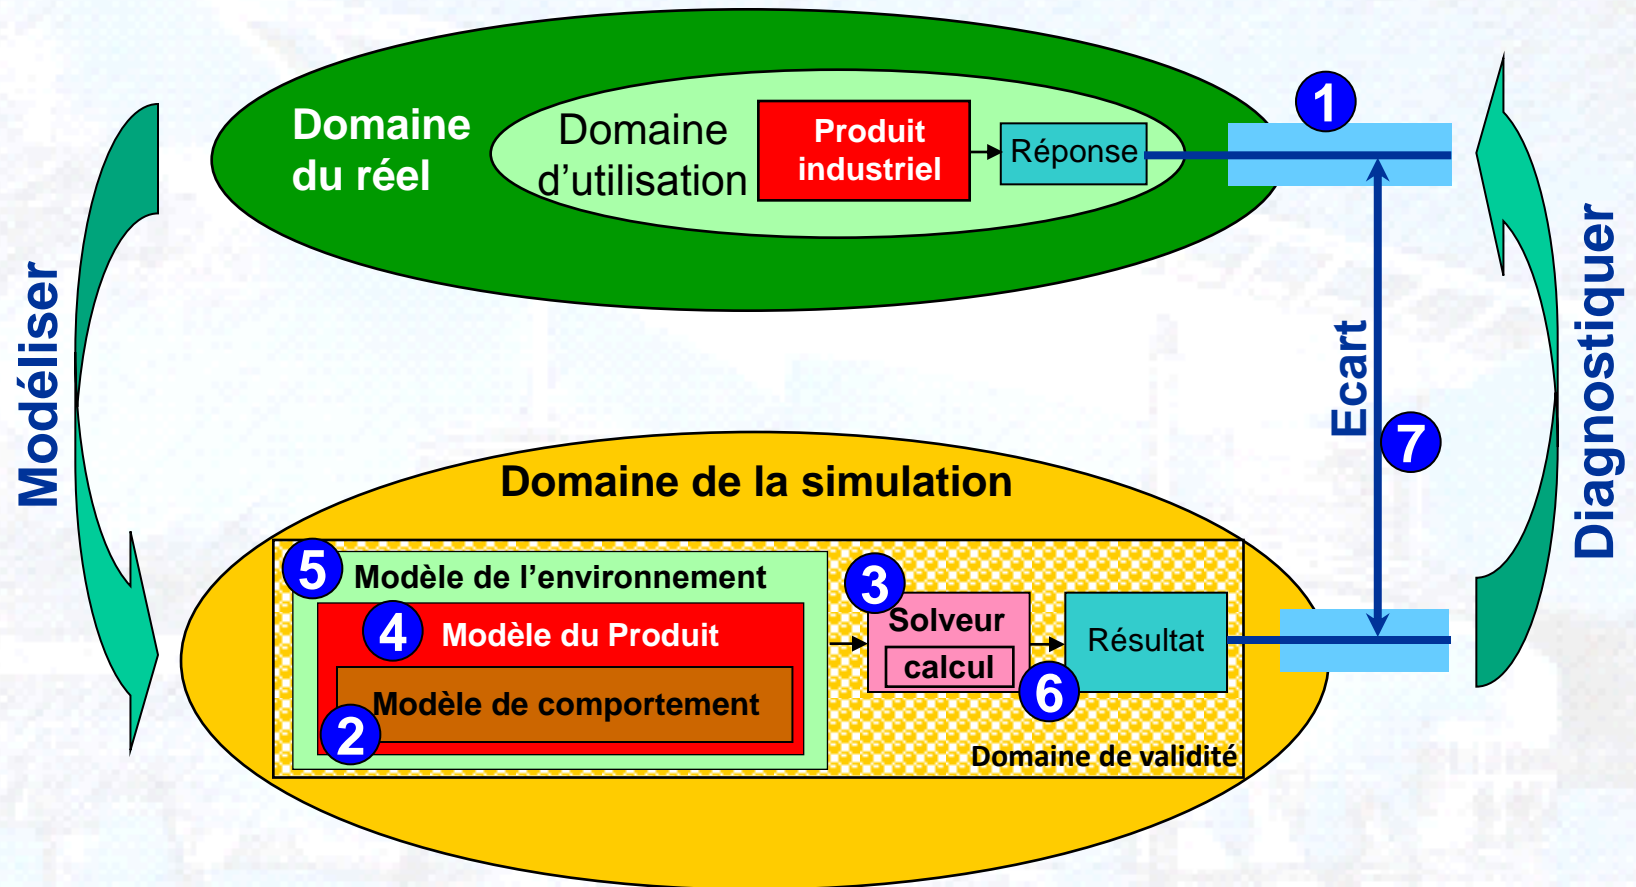 Domaine
du réel
Domaine
d’utilisation
Produit
industriel
Réponse
1
Modéliser
Diagnostiquer
Ecart
7
Domaine de la simulation
5
Modèle de l’environnement
4
Modèle du Produit
2
Modèle de comportement
3
Solveur
calcul
6
Résultat
Domaine de validité